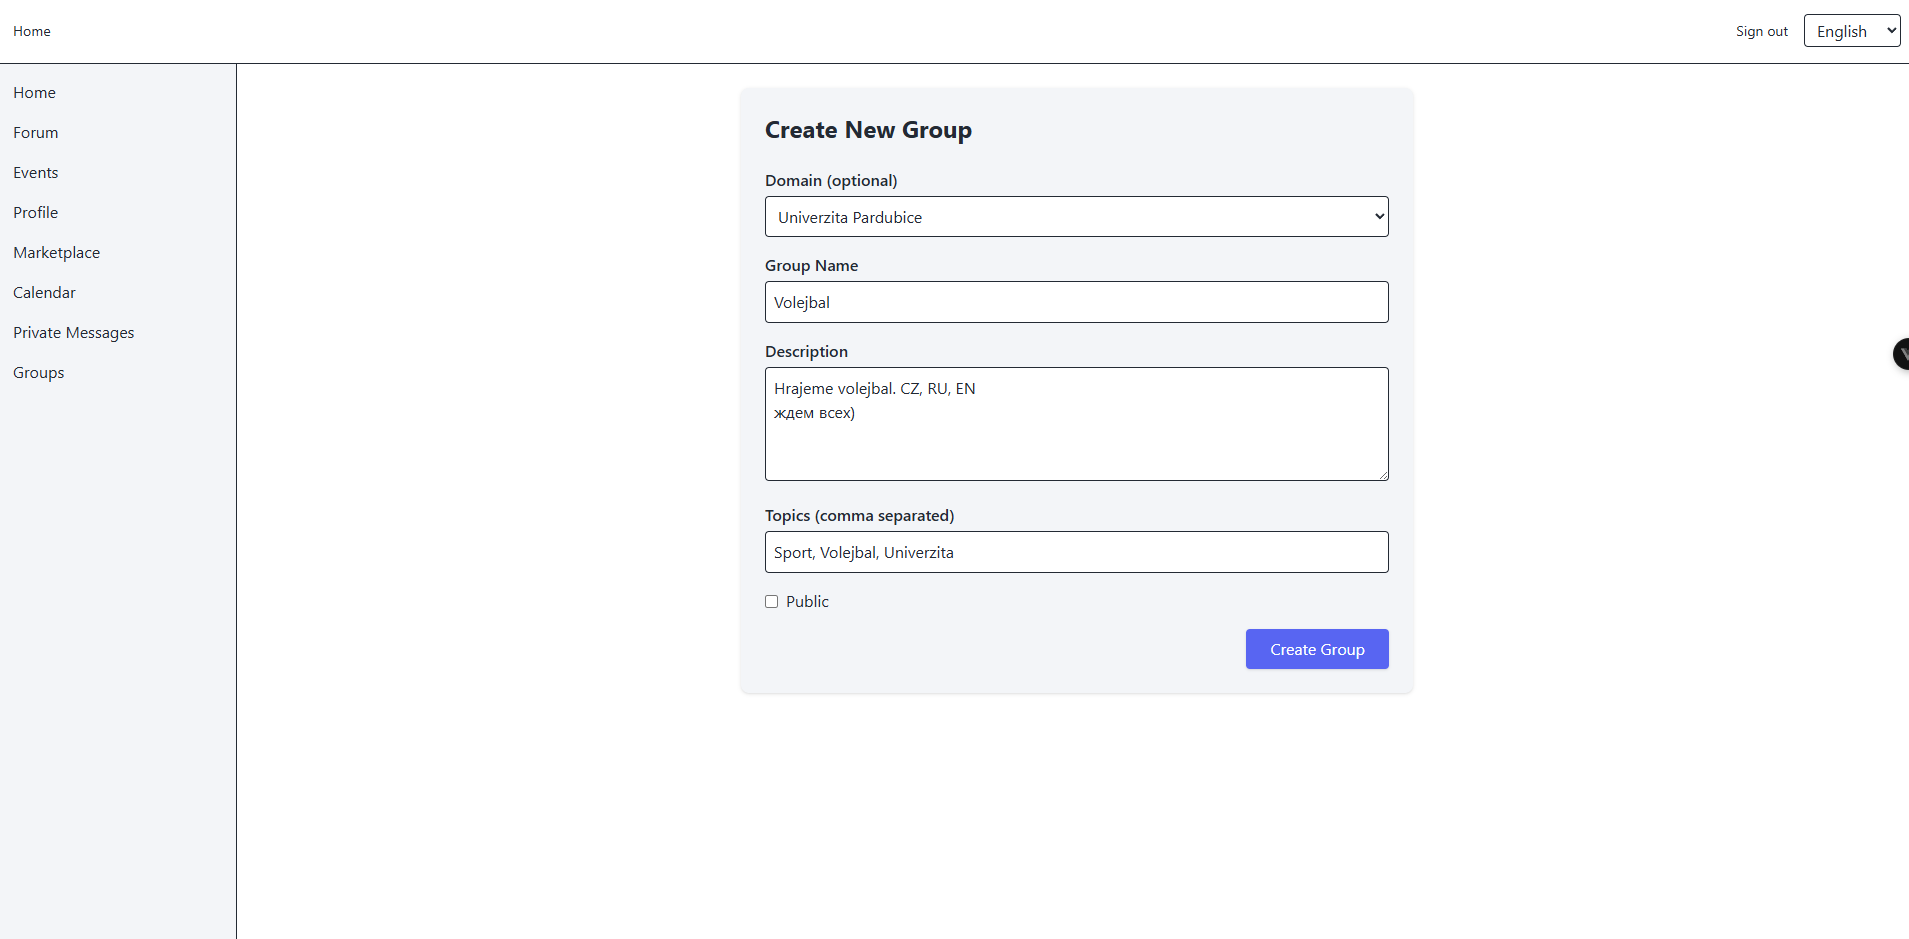 Home
Sign out
English
Home
Forum
Events
Profile
Marketplace
Calendar
Private Messages
Groups
Create New Group
Domain (optional)
Univerzita Pardubice
Group Name
Volejbal
Description
Hrajeme volejbal. CZ, RU, EN
ждем всех)
Topics (comma separated)
Sport, Volejbal, Univerzita
Public
Create Group